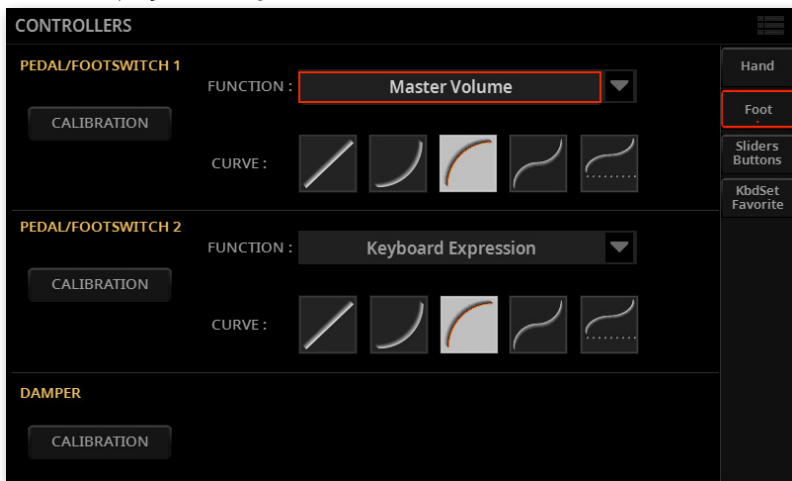 CONTROLLERS
PEDAL/FOOTSWITCH 1
FUNCTION :
Master Volume
CALIBRATION
CURVE :
PEDAL/FOOTSWITCH 2
FUNCTION :
Keyboard Expression
CALIBRATION
CURVE :
DAMPER
CALIBRATION
Hand
Foot
Sliders
Buttons
KbdSet
Favorite